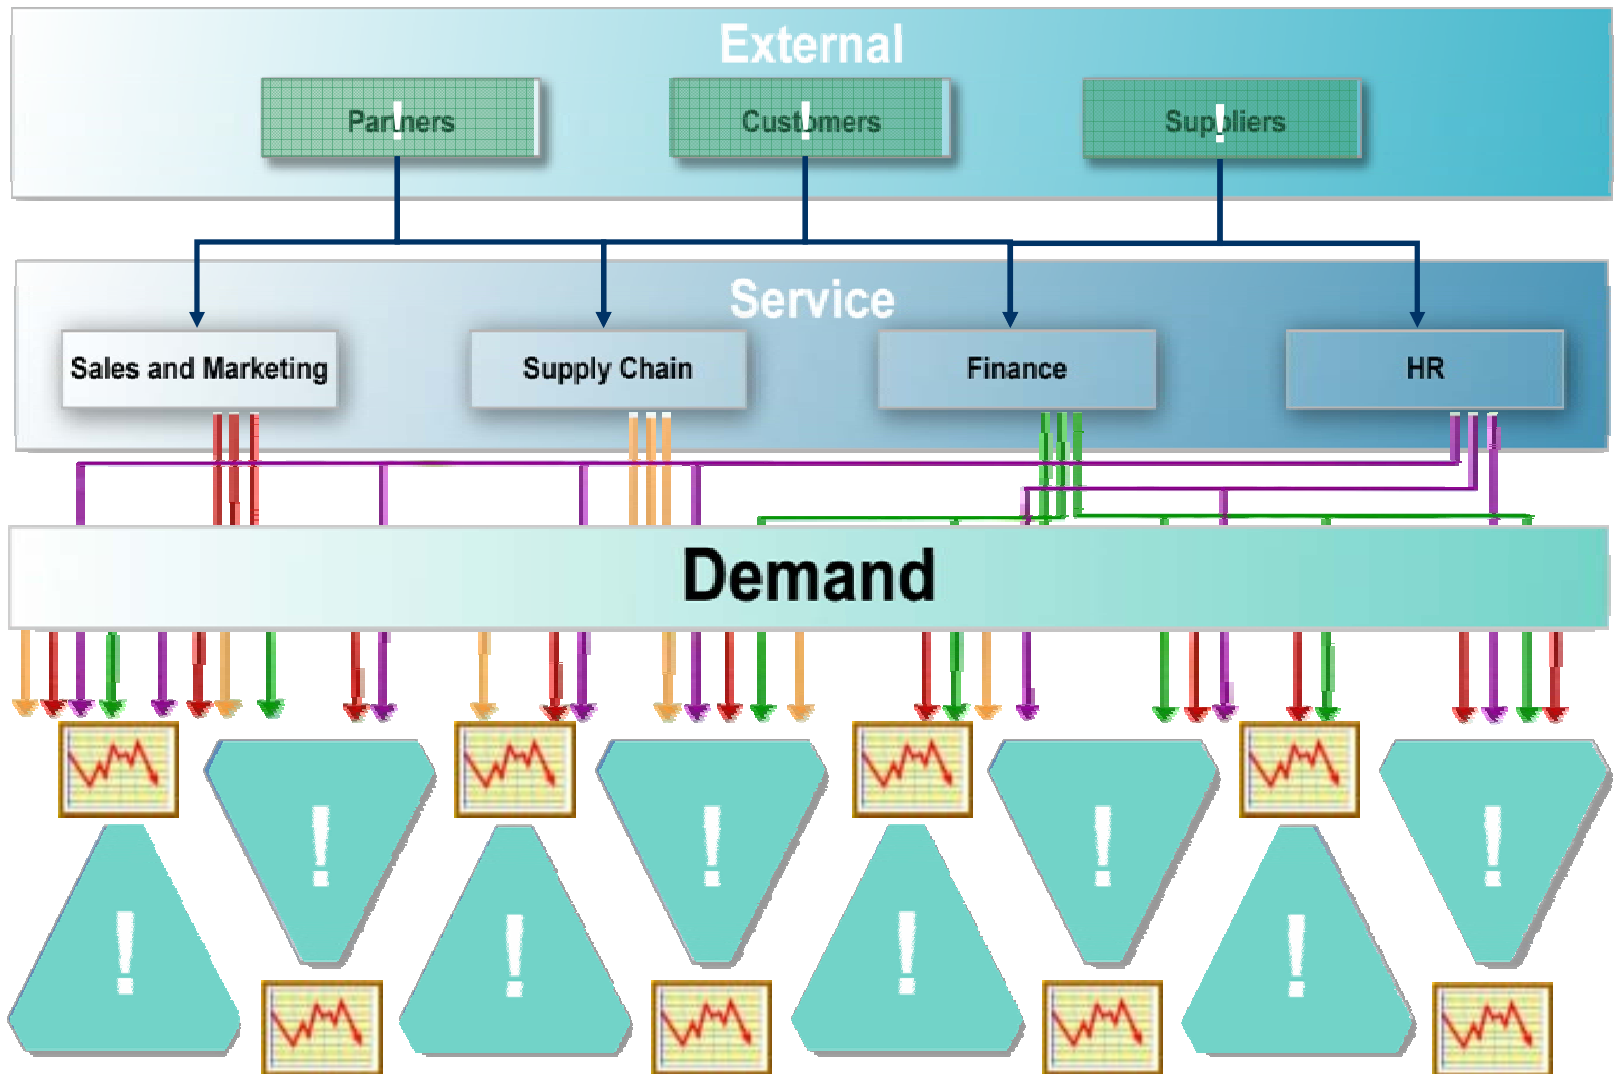 External
Partners
!
Customers
!
Suppliers
!
Service
Sales and Marketing
Supply Chain
Finance
HR
Demand
!
!
!
!
!
!
!
!